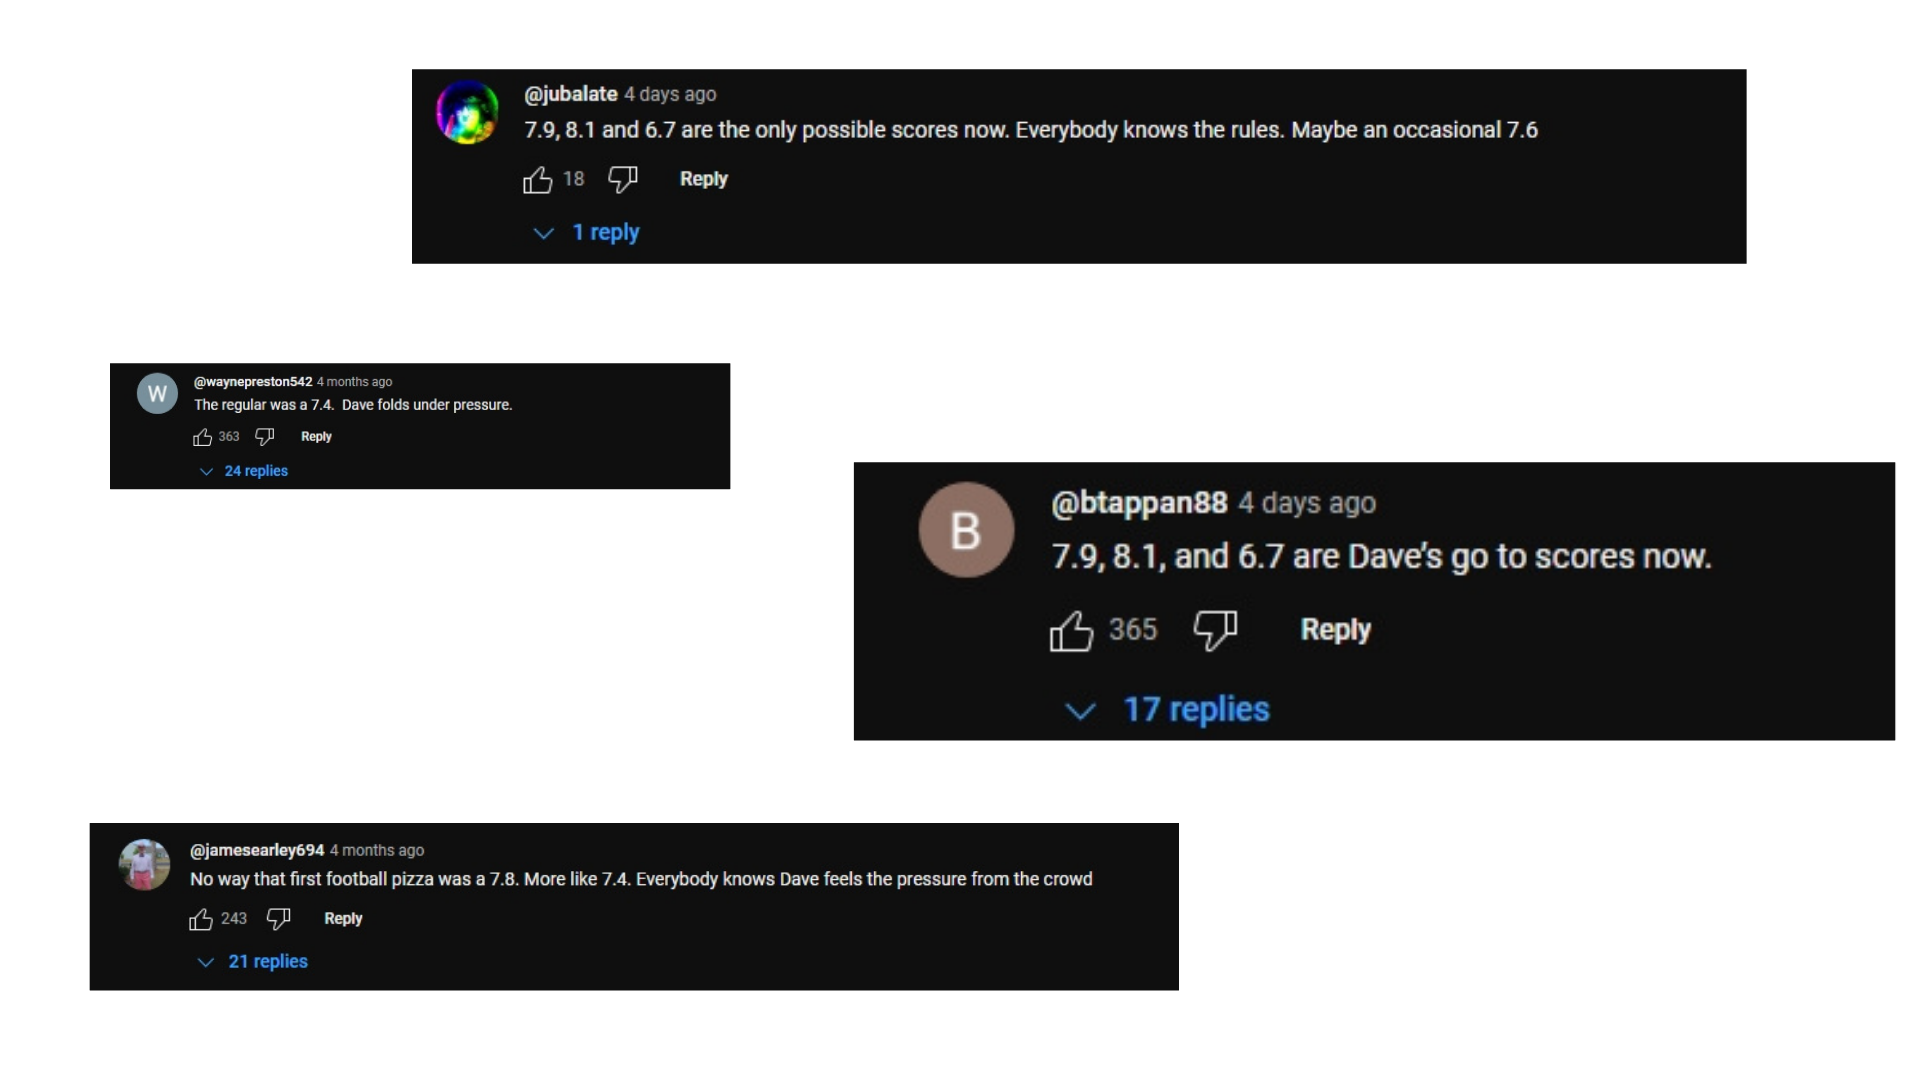 @jubalate 4 days ago
7.9, 8.1 and 6.7 are the only possible scores now. Everybody knows the rules. Maybe an occasional 7.6
18 Reply
1 reply
W
@waynepreston542 4 months ago
The regular was a 7.4.  Dave folds under pressure.
363 Reply
24 replies
B
@btappan88 4 days ago
7.9, 8.1, and 6.7 are Dave's go to scores now.
365 Reply
17 replies
@jamesearley694 4 months ago
No way that first football pizza was a 7.8. More like 7.4. Everybody knows Dave feels the pressure from the crowd
243 Reply
21 replies